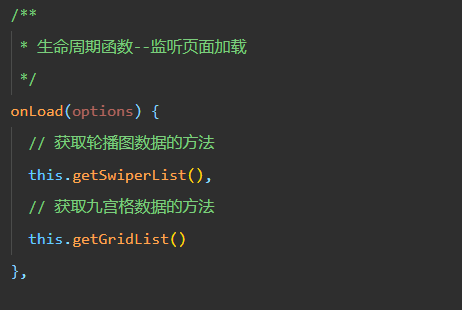 /**
* 生命周期函数--监听页面加载
*/
onLoad(options) {
// 获取轮播图数据的方法
this.getSwiperList(),
// 获取九宫格数据的方法
this.getGridList()
},